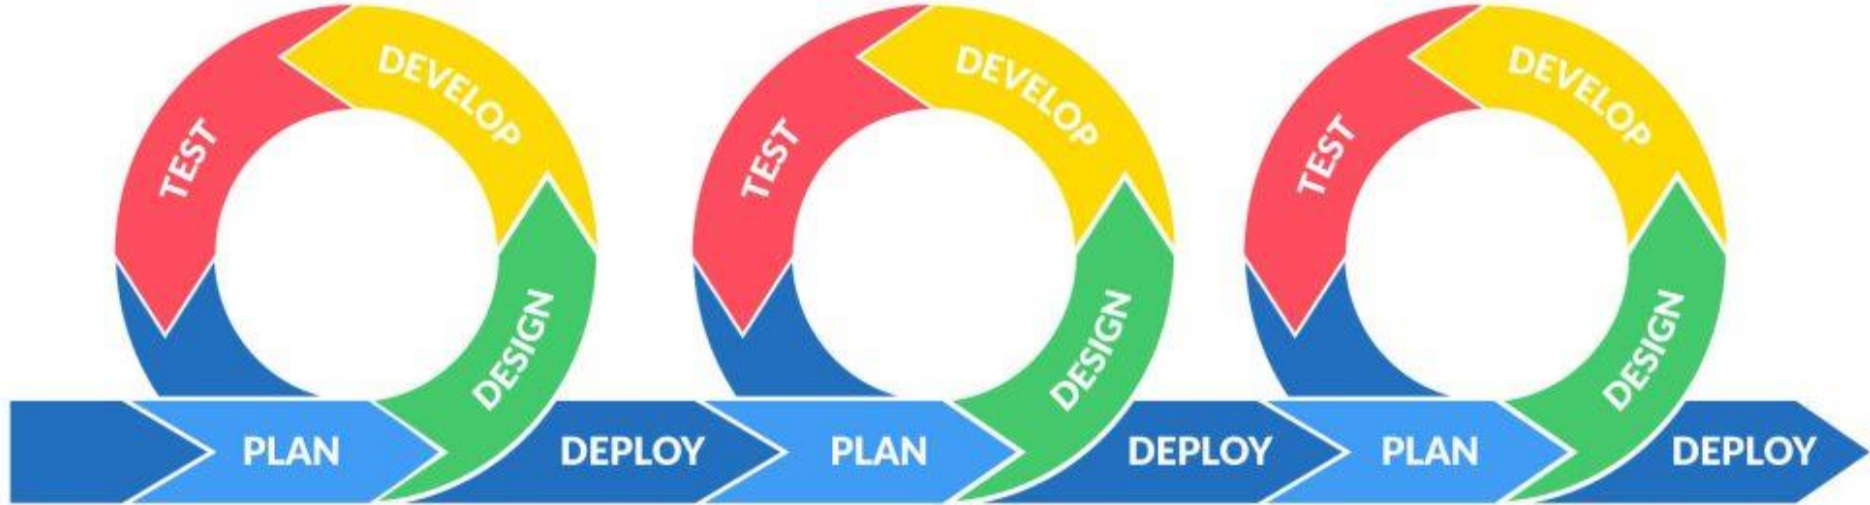 PLAN
DESIGN
DEVELOP
TEST
DEPLOY
PLAN
DESIGN
DEVELOP
TEST
DEPLOY
PLAN
DESIGN
DEVELOP
TEST
DEPLOY